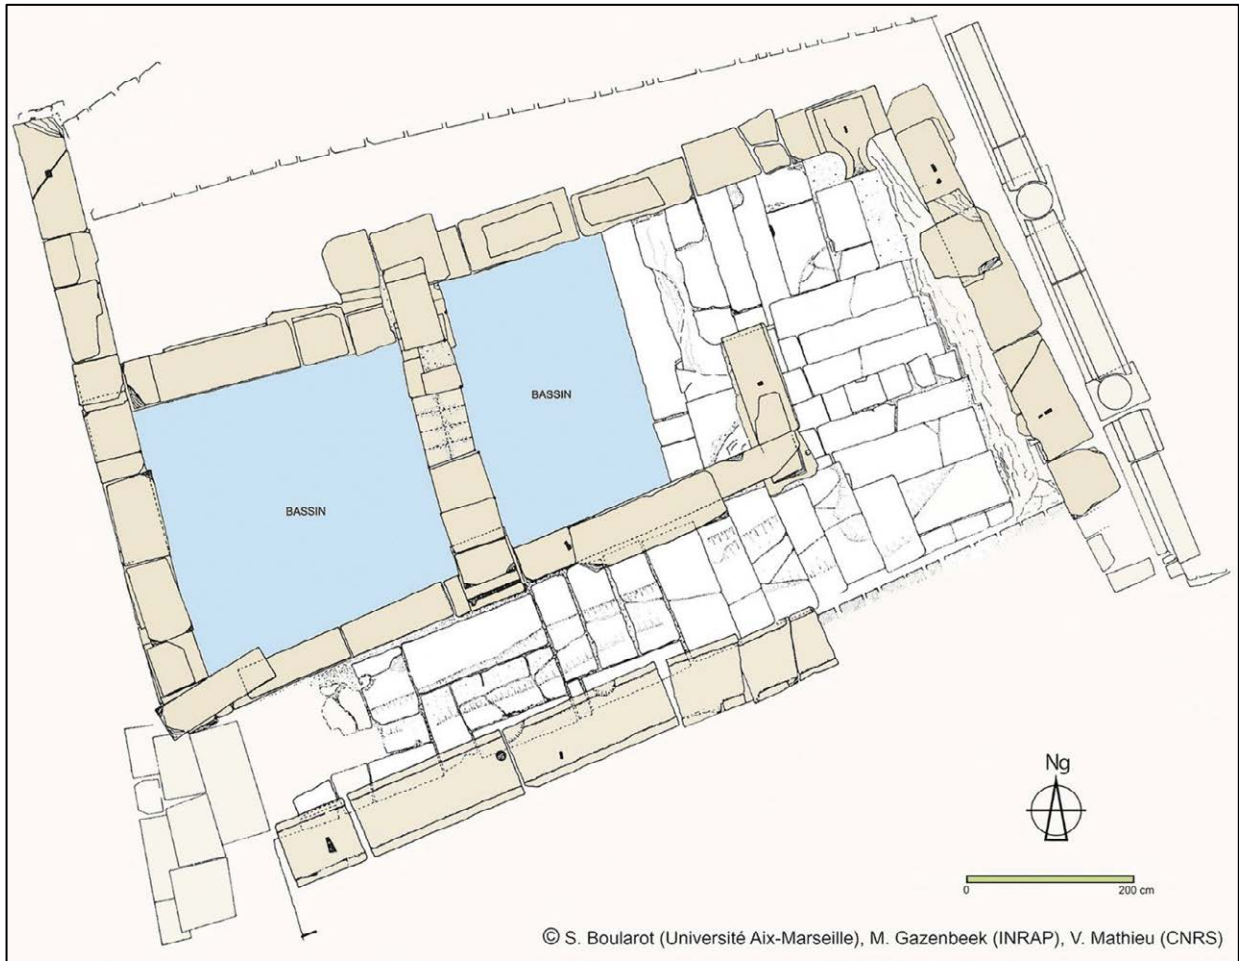 BASSIN
BASSIN
Ng
0 200 cm
© S. Boularot (Université Aix-Marseille), M. Gazenbeek (INRAP), V. Mathieu (CNRS)